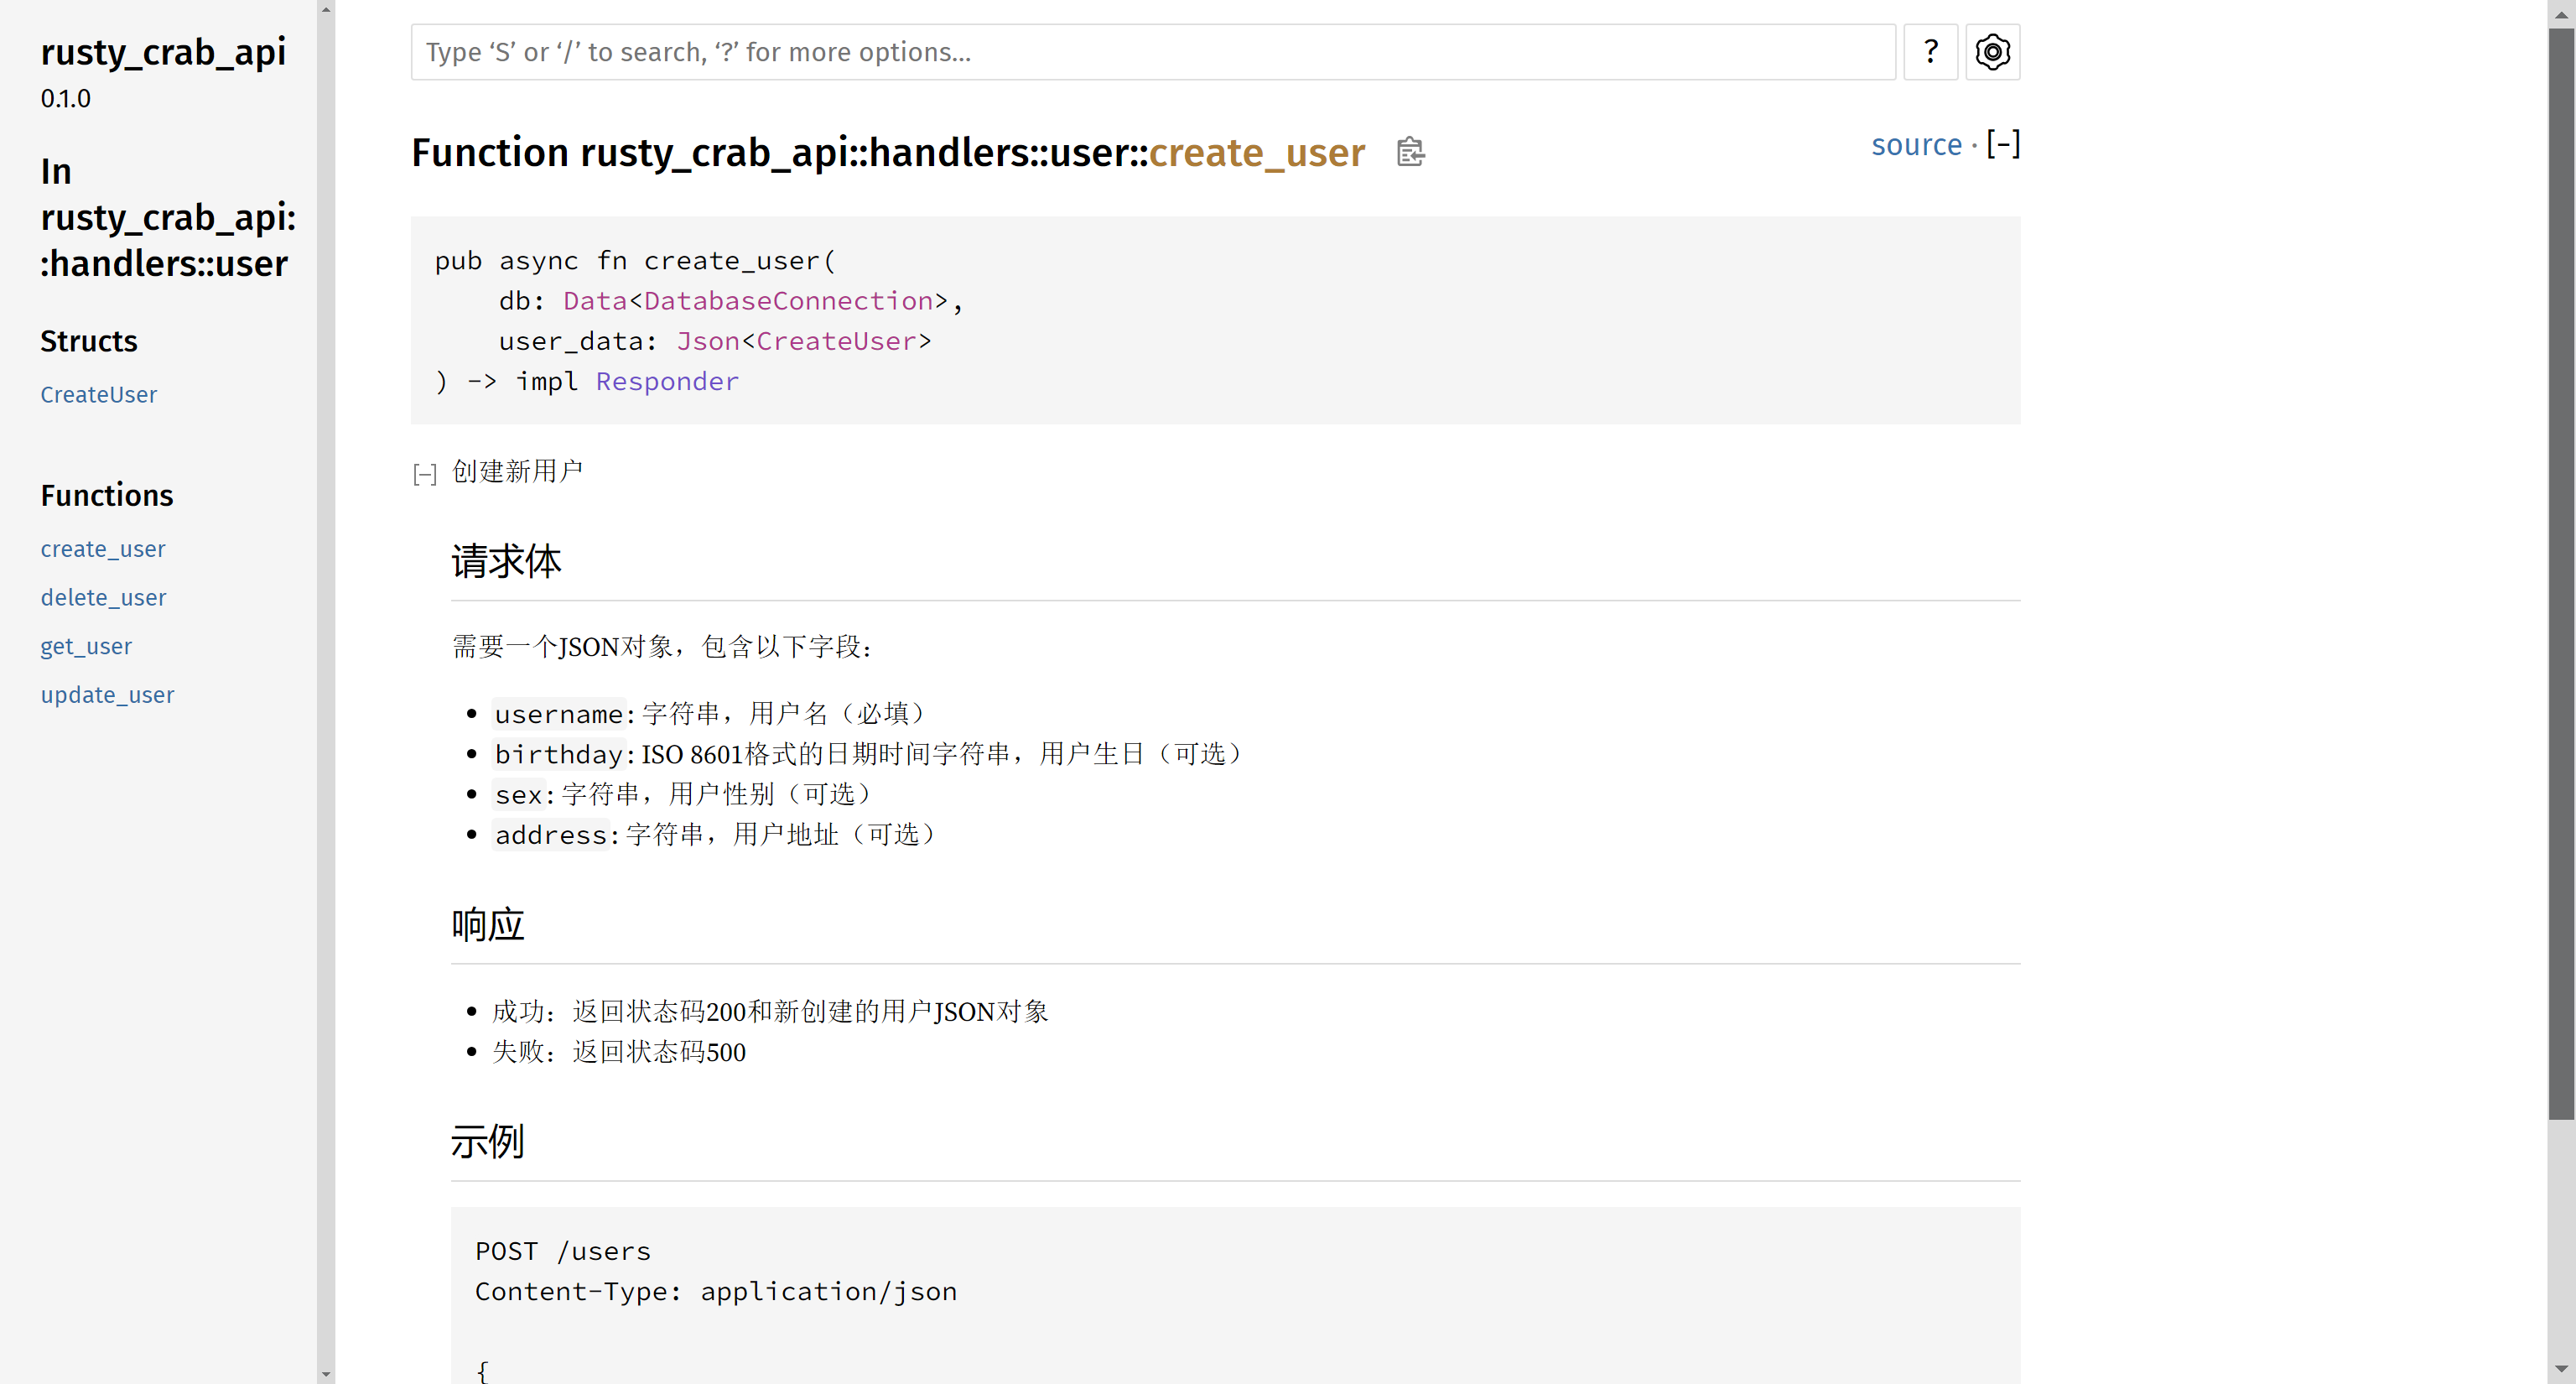 rusty_crab_api
0.1.0
In
rusty_crab_api:
:handlers::user
Structs
CreateUser
Functions
create_user
delete_user
get_user
update_user
Type ‘S’ or ‘/’ to search, ‘?’ for more options…
?
Function rusty_crab_api::handlers::user::create_user
source · [−]
pub async fn create_user(
    db: Data<DatabaseConnection>,
    user_data: Json<CreateUser>
) -> impl Responder
[−] 创建新用户
请求体
需要一个JSON对象，包含以下字段：
• username: 字符串，用户名（必填）
• birthday: ISO 8601格式的日期时间字符串，用户生日（可选）
• sex: 字符串，用户性别（可选）
• address: 字符串，用户地址（可选）
响应
• 成功：返回状态码200和新创建的用户JSON对象
• 失败：返回状态码500
示例
POST /users
Content-Type: application/json
{